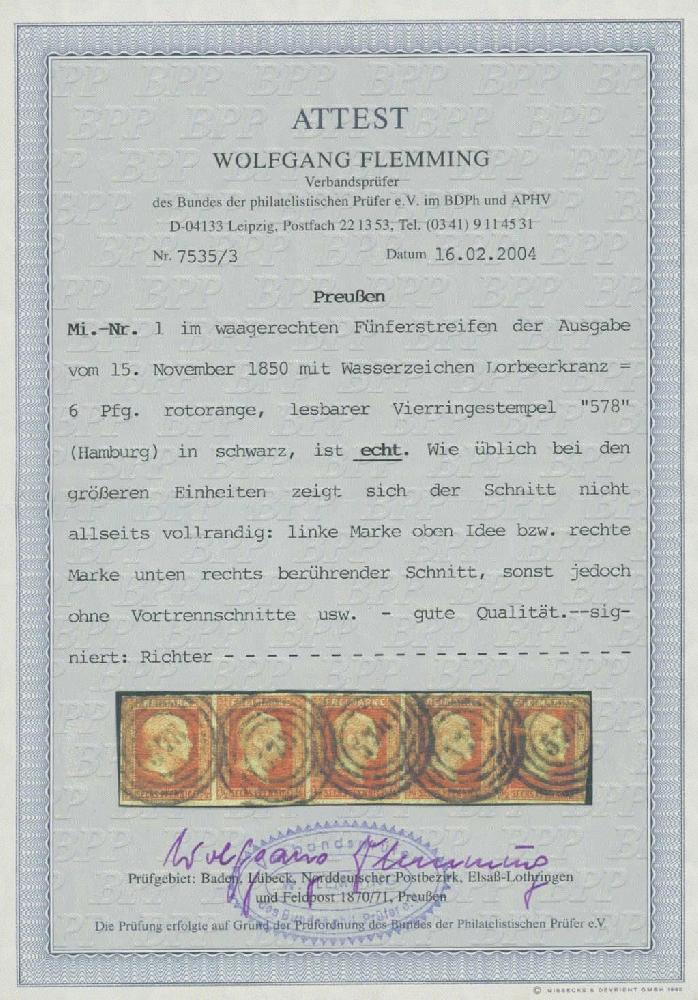 ATTEST
WOLFGANG FLEMMING
Verbandsprüfer
des Bundes der philatelistischen Prüfer e.V. im BDPh und APHV
D-04133 Leipzig, Postfach 22 13 53, Tel. (03 41) 9 11 45 31
Nr. 7535/3 Datum 16.02.2004
Preußen
Mi.-Nr. 1 im waagerechten Fünferstreifen der Ausgabe
vom 15. November 1850 mit Wasserzeichen Lorbeerkranz =
6 Pfg. rotorange, lesbarer Vierringestempel "578"
(Hamburg) in schwarz, ist echt. Wie üblich bei den
größeren Einheiten zeigt sich der Schnitt nicht
allseits vollrandig: linke Marke oben Idee bzw. rechte
Marke unten rechts berührender Schnitt, sonst jedoch
ohne Vortrennschnitte usw. - gute Qualität.--sig-
niert: Richter - - - - - - - - - - - - - - - - - - -
Wolfgang Flemming
Prüfgebiet: Baden, Lübeck, Norddeutscher Postbezirk, Elsaß-Lothringen
und Feldpost 1870/71, Preußen
Die Prüfung erfolgte auf Grund der Prüfordnung des Bundes der Philatelistischen Prüfer e.V.
© GIESECKE & DEVRIENT GMBH